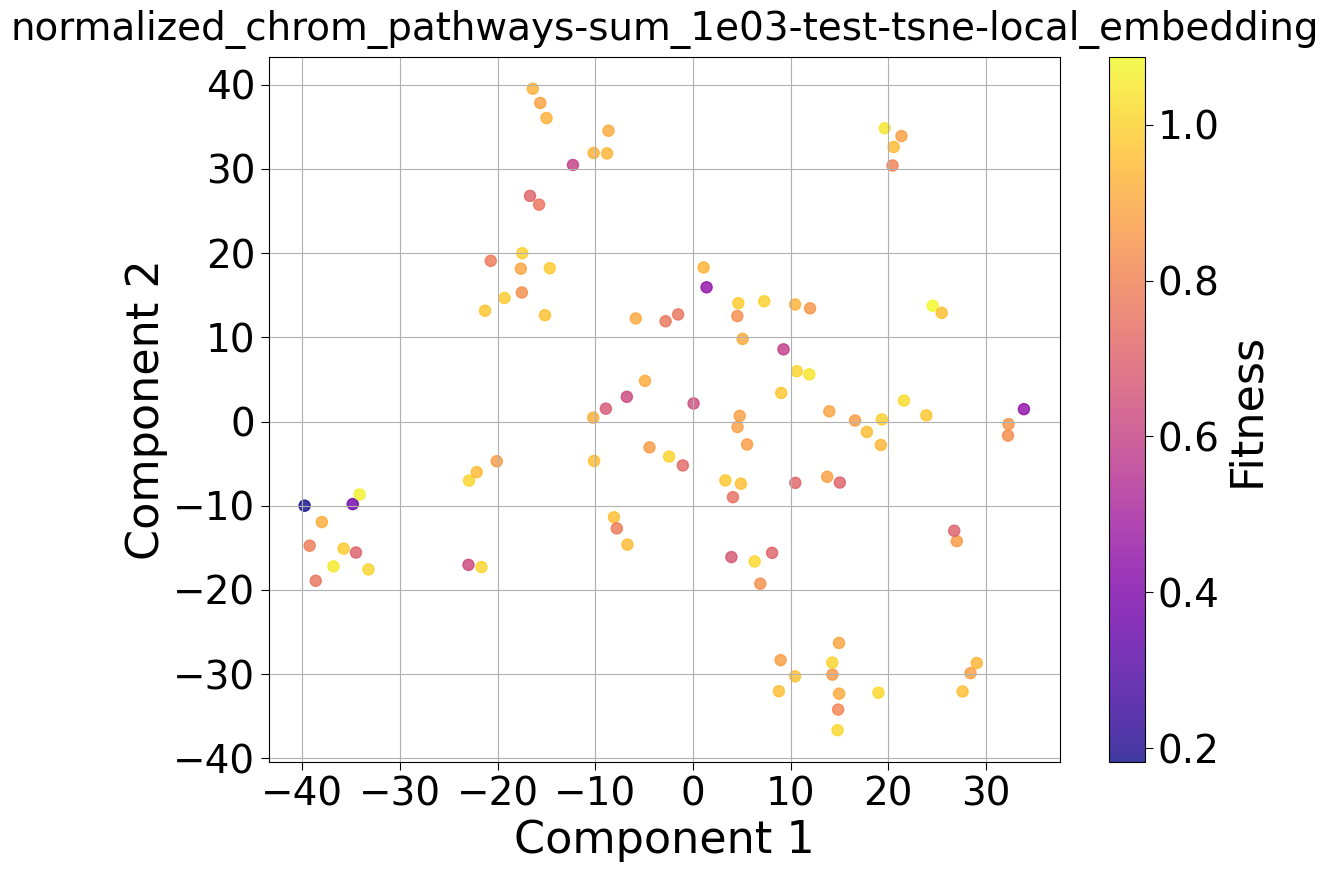 normalized_chrom_pathways-sum_1e03-test-tsne-local_embedding
40
30
20
10
0
−10
−20
−30
−40
−40 −30 −20 −10 0 10 20 30
Component 1
Component 2
1.0
0.8
0.6
0.4
0.2
Fitness